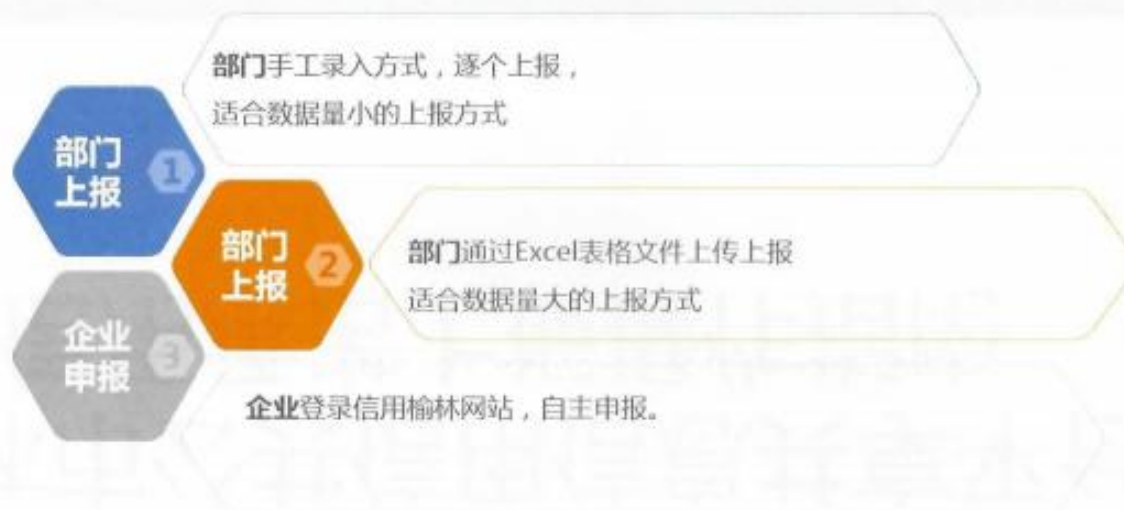 部门
上报
1
部门手工录入方式，逐个上报，
适合数据量小的上报方式
部门
上报
2
部门通过Excel表格文件上传上报
适合数据量大的上报方式
企业
申报
3
企业登录信用榆林网站，自主申报。